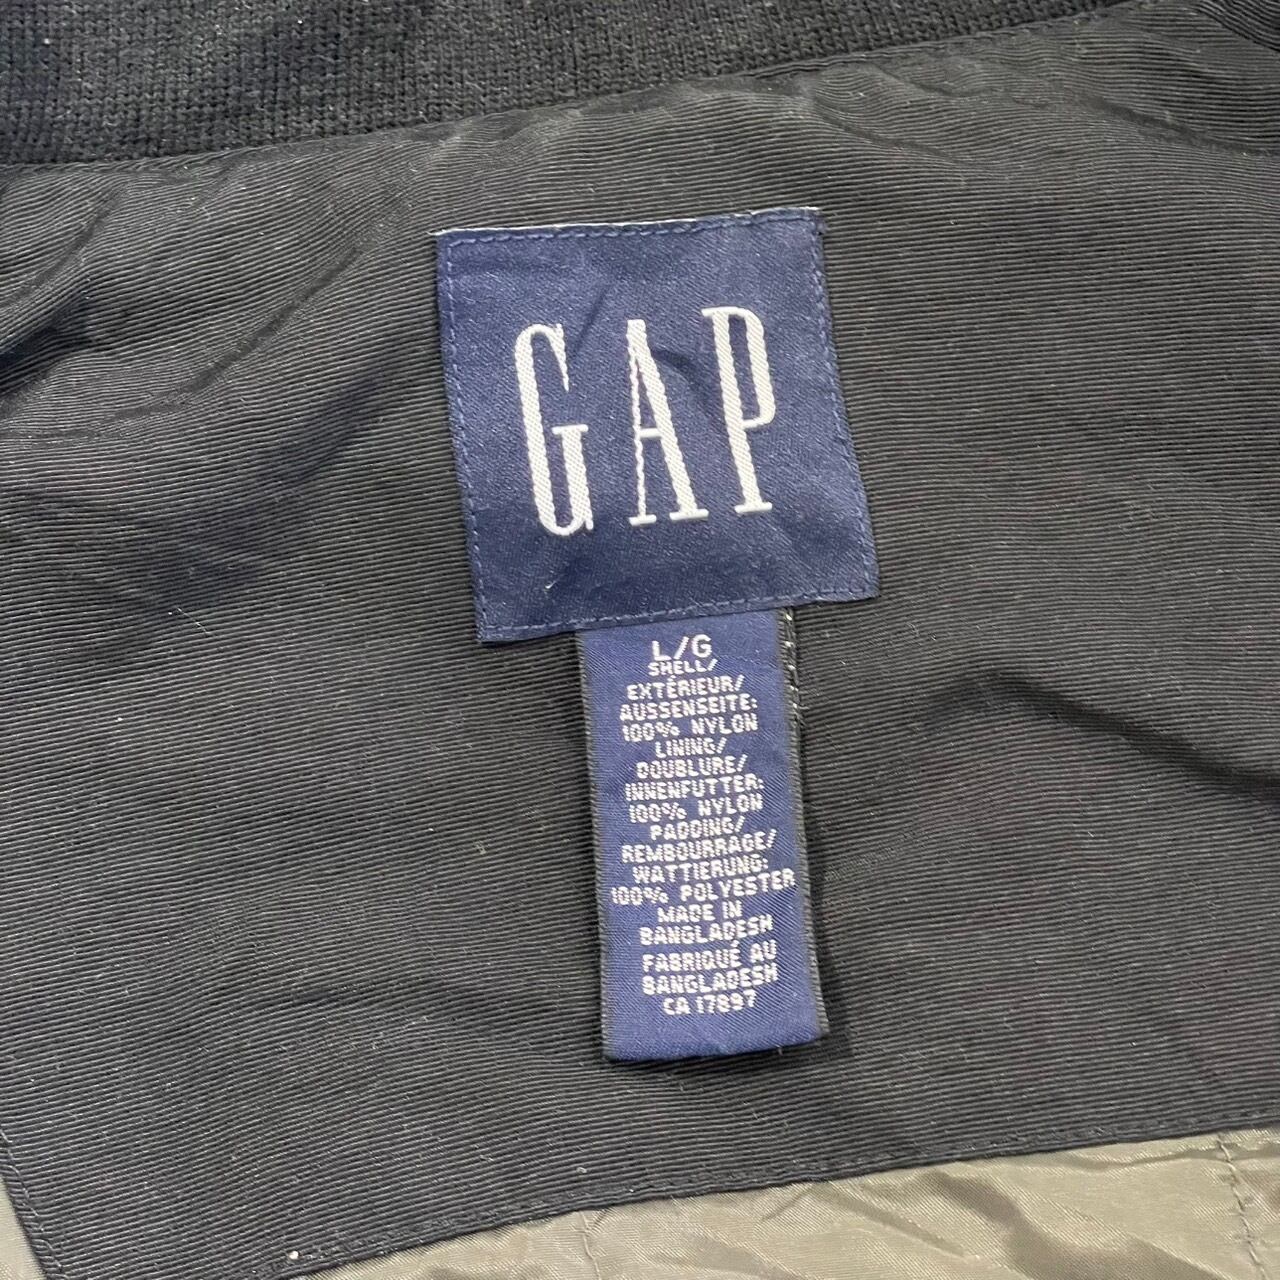 GAP
L/G
SHELL/
EXTÉRIEUR/
AUSSENSEITE:
100% NYLON
LINING/
DOUBLURE/
INNENFUTTER:
100% NYLON
PADDING/
REMBOURRAGE/
WATTIERUNG:
100% POLYESTER
MADE IN
BANGLADESH
FABRIQUÉ AU
BANGLADESH
CA 17897